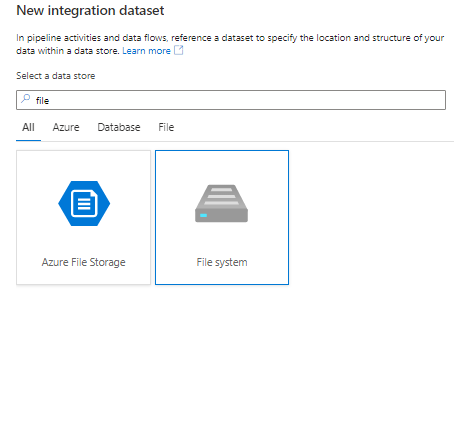 New integration dataset
In pipeline activities and data flows, reference a dataset to specify the location and structure of your
data within a data store. Learn more
Select a data store
file
All Azure Database File
Azure File Storage File system